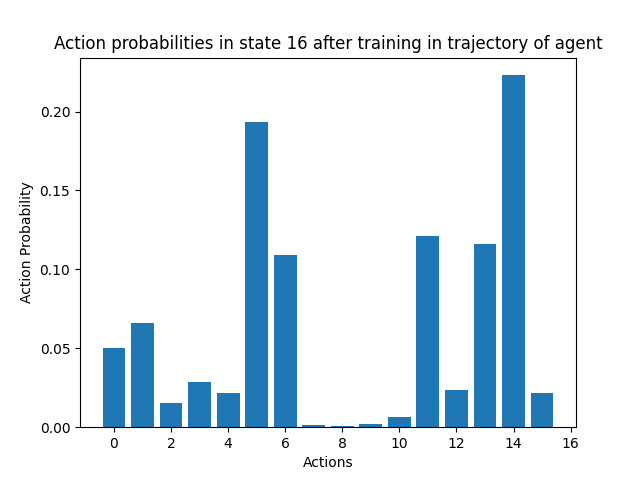 Action probabilities in state 16 after training in trajectory of agent
0.20
0.15
0.10
0.05
0.00
Action Probability
0 2 4 6 8 10 12 14 16
Actions